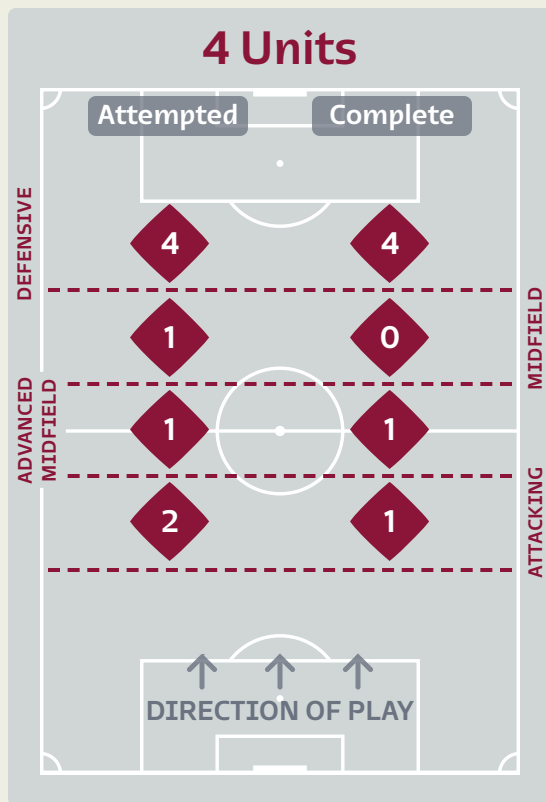 4 Units
Attempted
Complete
DEFENSIVE
4
4
MIDFIELD
1
0
ADVANCED
MIDFIELD
1
1
ATTACKING
2
1
DIRECTION OF PLAY